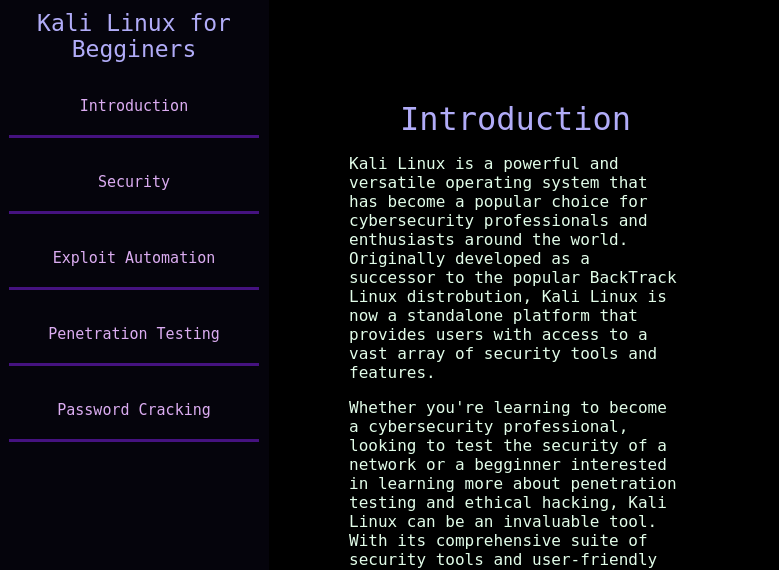 Kali Linux for
Begginers
Introduction
Security
Exploit Automation
Penetration Testing
Password Cracking
Introduction
Kali Linux is a powerful and
versatile operating system that
has become a popular choice for
cybersecurity professionals and
enthusiasts around the world.
Originally developed as a
successor to the popular BackTrack
Linux distrobution, Kali Linux is
now a standalone platform that
provides users with access to a
vast array of security tools and
features.
Whether you're learning to become
a cybersecurity professional,
looking to test the security of a
network or a begginner interested
in learning more about penetration
testing and ethical hacking, Kali
Linux can be an invaluable tool.
With its comprehensive suite of
security tools and user-friendly